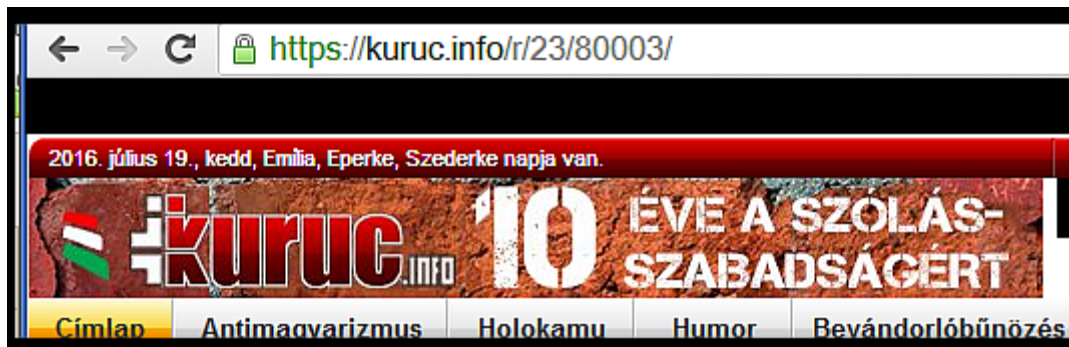 https://kuruc.info/r/23/80003/
2016. július 19., kedd, Emília, Eperke, Szederke napja van.
kuruc.INFO 10 ÉVE A SZÓLÁS-
SZABADSÁGÉRT
Címlap Antimagyarizmus Holokamu Humor Bevándorlóbűnözés